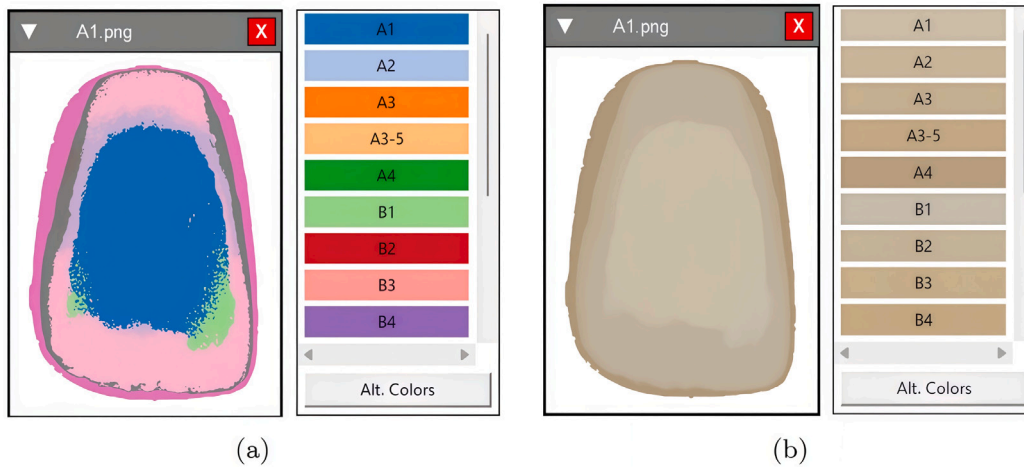 A1.png
X
A1
A2
A3
A3-5
A4
B1
B2
B3
B4
Alt. Colors
(a)
A1.png
X
A1
A2
A3
A3-5
A4
B1
B2
B3
B4
Alt. Colors
(b)